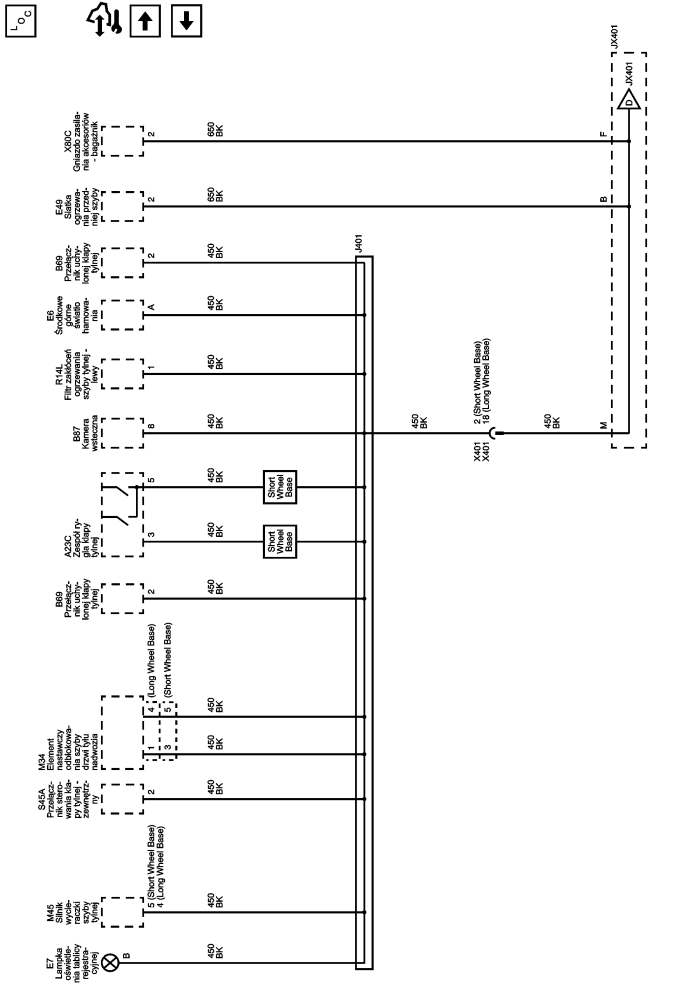 LOC
JX401
JX401
D
X80C
Gniazdo zasila-
nia akcesoriów
- bagażnik
2
650
BK
F
E49
Siatka
ogrzewa-
nia przed-
niej szyby
2
650
BK
B
B69
Przełącz-
nik uchy-
lonej klapy
tylnej
2
450
BK
J401
E6
Środkowe
górne
światło
hamowa-
nia
A
450
BK
R14L
Filtr zakłóceń
ogrzewania
szyby tylnej -
lewy
1
450
BK
B87
Kamera
wsteczna
8
450
BK
450
BK
2 (Short Wheel Base)
18 (Long Wheel Base)
X401
X401
450
BK
M
A23C
Zespół ry-
gla klapy
tylnej
5
450
BK
Short
Wheel
Base
3
450
BK
Short
Wheel
Base
B69
Przełącz-
nik uchy-
lonej klapy
tylnej
2
450
BK
M34
Element
nastawczy
odblokowa-
nia szyby
drzwi tyłu
nadwozia
4 (Long Wheel Base)
5 (Short Wheel Base)
450
BK
1
3
450
BK
S45A
Przełącz-
nik stero-
wania kla-
py tylnej -
zewnętrz-
ny
2
450
BK
M45
Silnik
wycie-
raczki
szyby
tylnej
5 (Short Wheel Base)
4 (Long Wheel Base)
450
BK
E7
Lampka
oświetle-
nia tablicy
rejestra-
cyjnej
B
450
BK